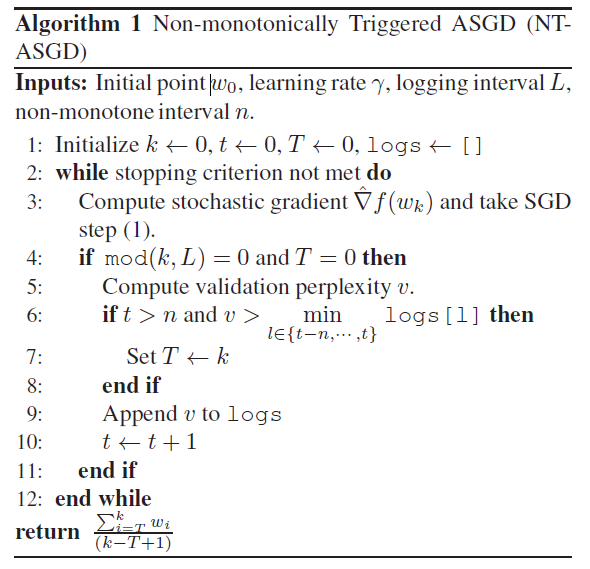 Algorithm 1 Non-monotonically Triggered ASGD (NT-
ASGD)
Inputs: Initial point w₀, learning rate γ, logging interval L,
non-monotone interval n.
1: Initialize k ← 0, t ← 0, T ← 0, logs ← []
2: while stopping criterion not met do
3: Compute stochastic gradient ∇̂f(wₖ) and take SGD
step (1).
4: if mod(k, L) = 0 and T = 0 then
5: Compute validation perplexity v.
6: if t > n and v > min_{l∈{t−n,⋯,t}} logs[l] then
7: Set T ← k
8: end if
9: Append v to logs
10: t ← t + 1
11: end if
12: end while
return \frac{\sum_{i=T}^{k} w_i}{(k−T+1)}